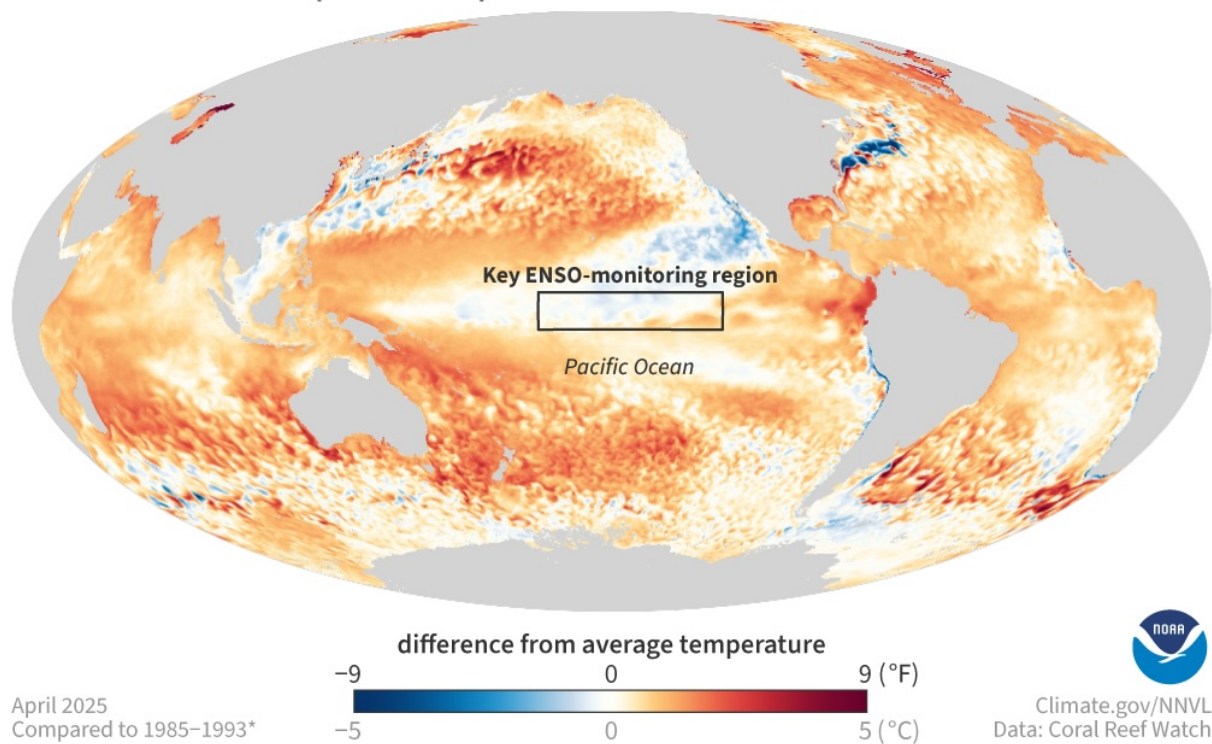 Key ENSO-monitoring region
Pacific Ocean
difference from average temperature
−9 0 9 (°F)
−5 0 5 (°C)
NOAA
April 2025
Compared to 1985−1993*
Climate.gov/NNVL
Data: Coral Reef Watch